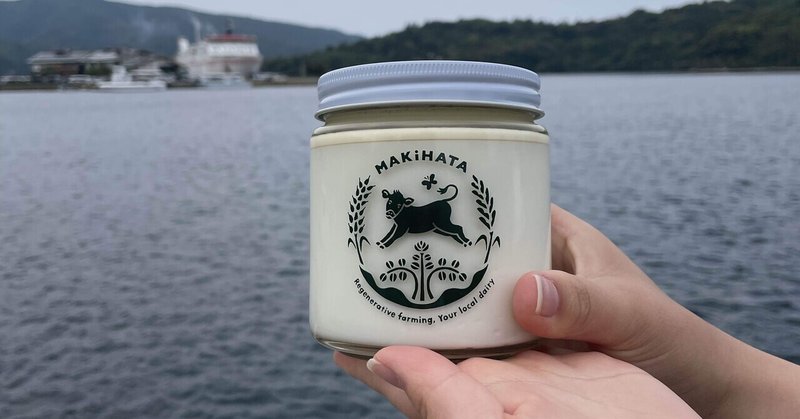 MAKiHATA
Regenerative farming, Your local dairy